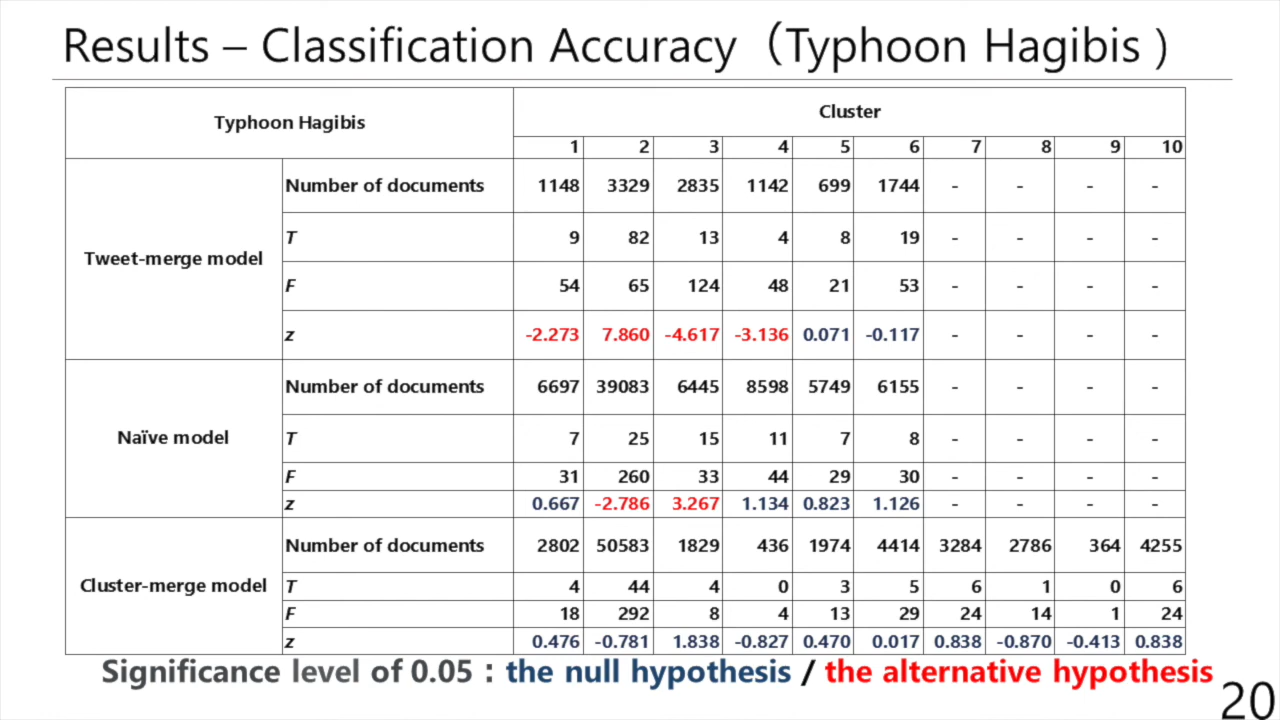 Results – Classification Accuracy（Typhoon Hagibis )
Typhoon Hagibis Cluster
1 2 3 4 5 6 7 8 9 10
Tweet-merge model
Number of documents 1148 3329 2835 1142 699 1744 - - - -
T 9 82 13 4 8 19 - - - -
F 54 65 124 48 21 53 - - - -
z -2.273 7.860 -4.617 -3.136 0.071 -0.117 - - - -
Naïve model
Number of documents 6697 39083 6445 8598 5749 6155 - - - -
T 7 25 15 11 7 8 - - - -
F 31 260 33 44 29 30 - - - -
z 0.667 -2.786 3.267 1.134 0.823 1.126 - - - -
Cluster-merge model
Number of documents 2802 50583 1829 436 1974 4414 3284 2786 364 4255
T 4 44 4 0 3 5 6 1 0 6
F 18 292 8 4 13 29 24 14 1 24
z 0.476 -0.781 1.838 -0.827 0.470 0.017 0.838 -0.870 -0.413 0.838
Significance level of 0.05 : the null hypothesis / the alternative hypothesis
20